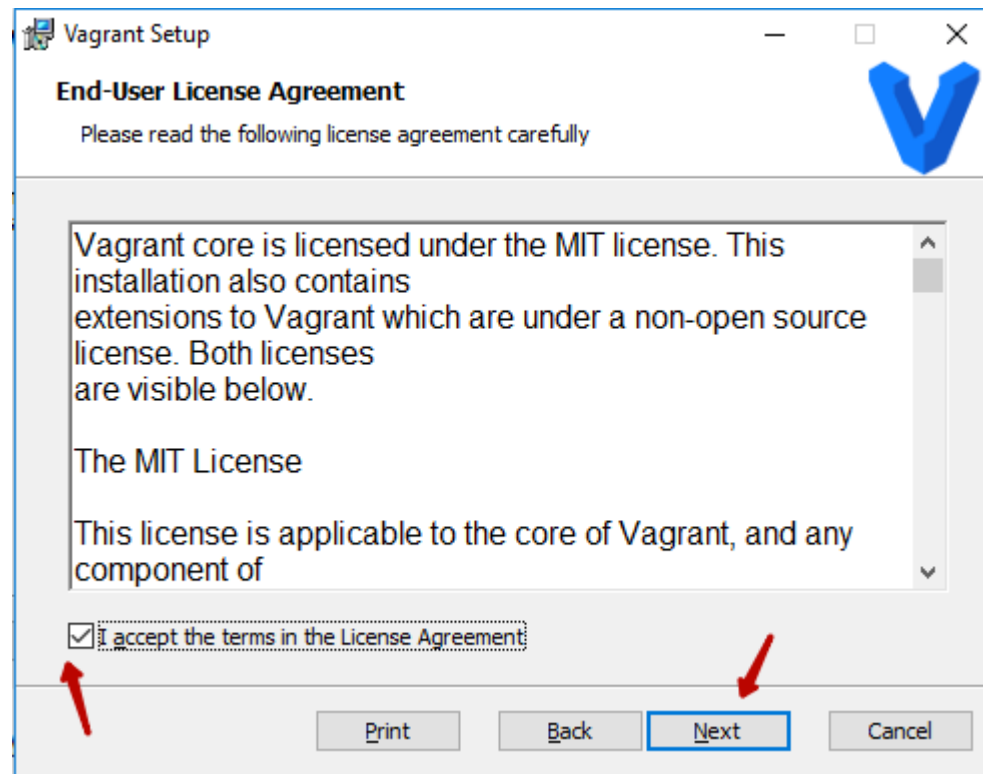 Vagrant Setup
End-User License Agreement
Please read the following license agreement carefully
Vagrant core is licensed under the MIT license. This
installation also contains
extensions to Vagrant which are under a non-open source
license. Both licenses
are visible below.
The MIT License
This license is applicable to the core of Vagrant, and any
component of
I accept the terms in the License Agreement
Print Back Next Cancel